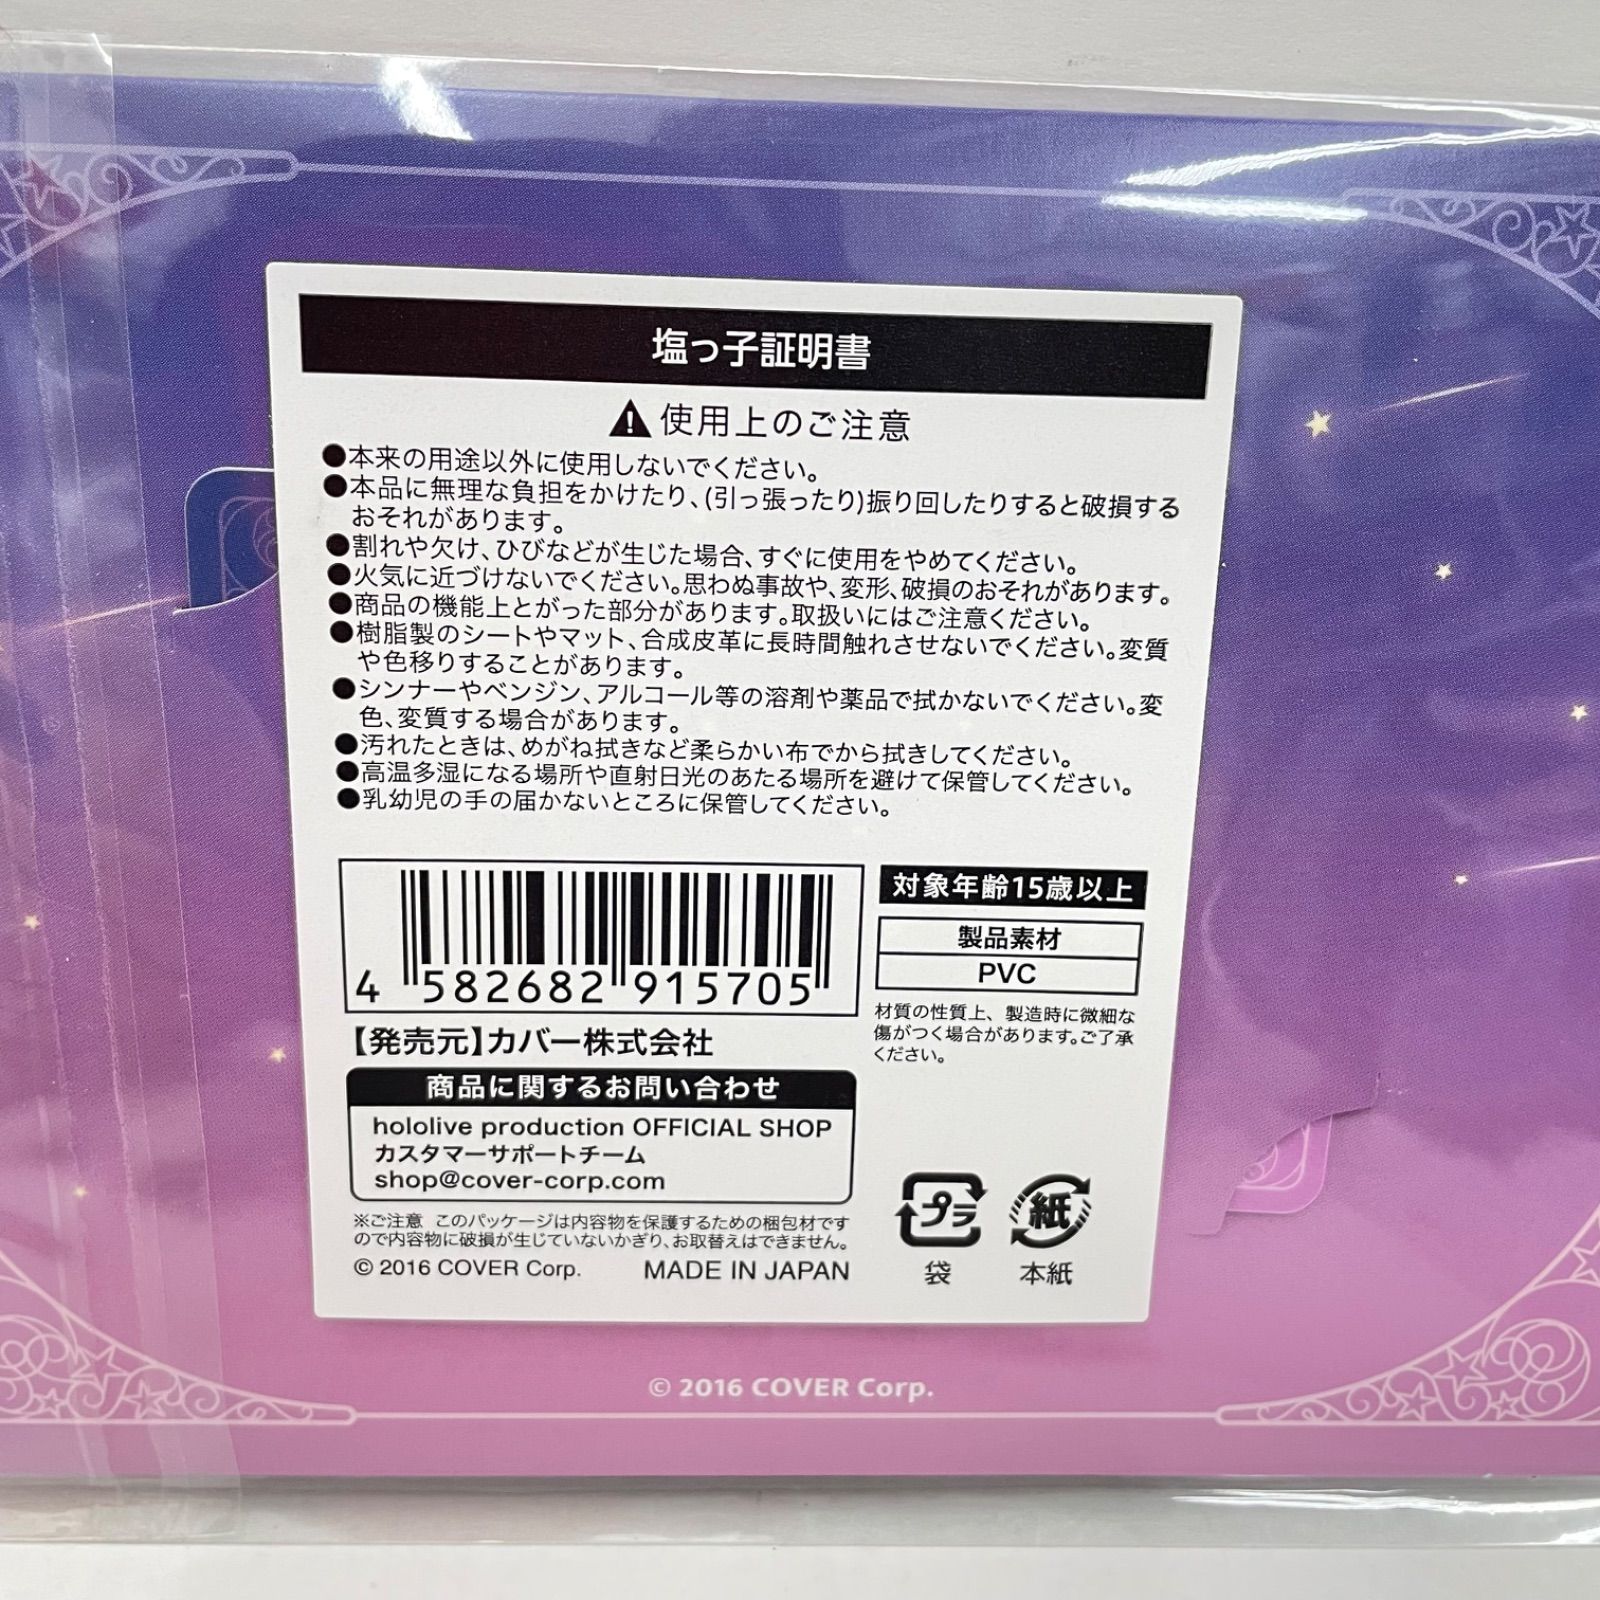 塩っ子証明書
使用上のご注意
●本来の用途以外に使用しないでください。
●本品に無理な負担をかけたり、(引っ張ったり)振り回したりすると破損する
おそれがあります。
●割れや欠け、ひびなどが生じた場合、すぐに使用をやめてください。
●火気に近づけないでください。思わぬ事故や、変形、破損のおそれがあります。
●商品の機能上とがった部分があります。取扱いにはご注意ください。
●樹脂製のシートやマット、合成皮革に長時間触れさせないでください。変質
や色移りすることがあります。
●シンナーやベンジン、アルコール等の溶剤や薬品で拭かないでください。変
色、変質する場合があります。
●汚れたときは、めがね拭きなど柔らかい布でから拭きしてください。
●高温多湿になる場所や直射日光のあたる場所を避けて保管してください。
●乳幼児の手の届かないところに保管してください。
4 582682 915705
対象年齢15歳以上
製品素材
PVC
材質の性質上、製造時に微細な
傷がつく場合があります。ご了承
ください。
【発売元】カバー株式会社
商品に関するお問い合わせ
hololive production OFFICIAL SHOP
カスタマーサポートチーム
shop@cover-corp.com
※ご注意 このパッケージは内容物を保護するための梱包材です
ので内容物に破損が生じていないかぎり、お取替えはできません。
© 2016 COVER Corp. MADE IN JAPAN
プラ 紙
袋 本紙
© 2016 COVER Corp.